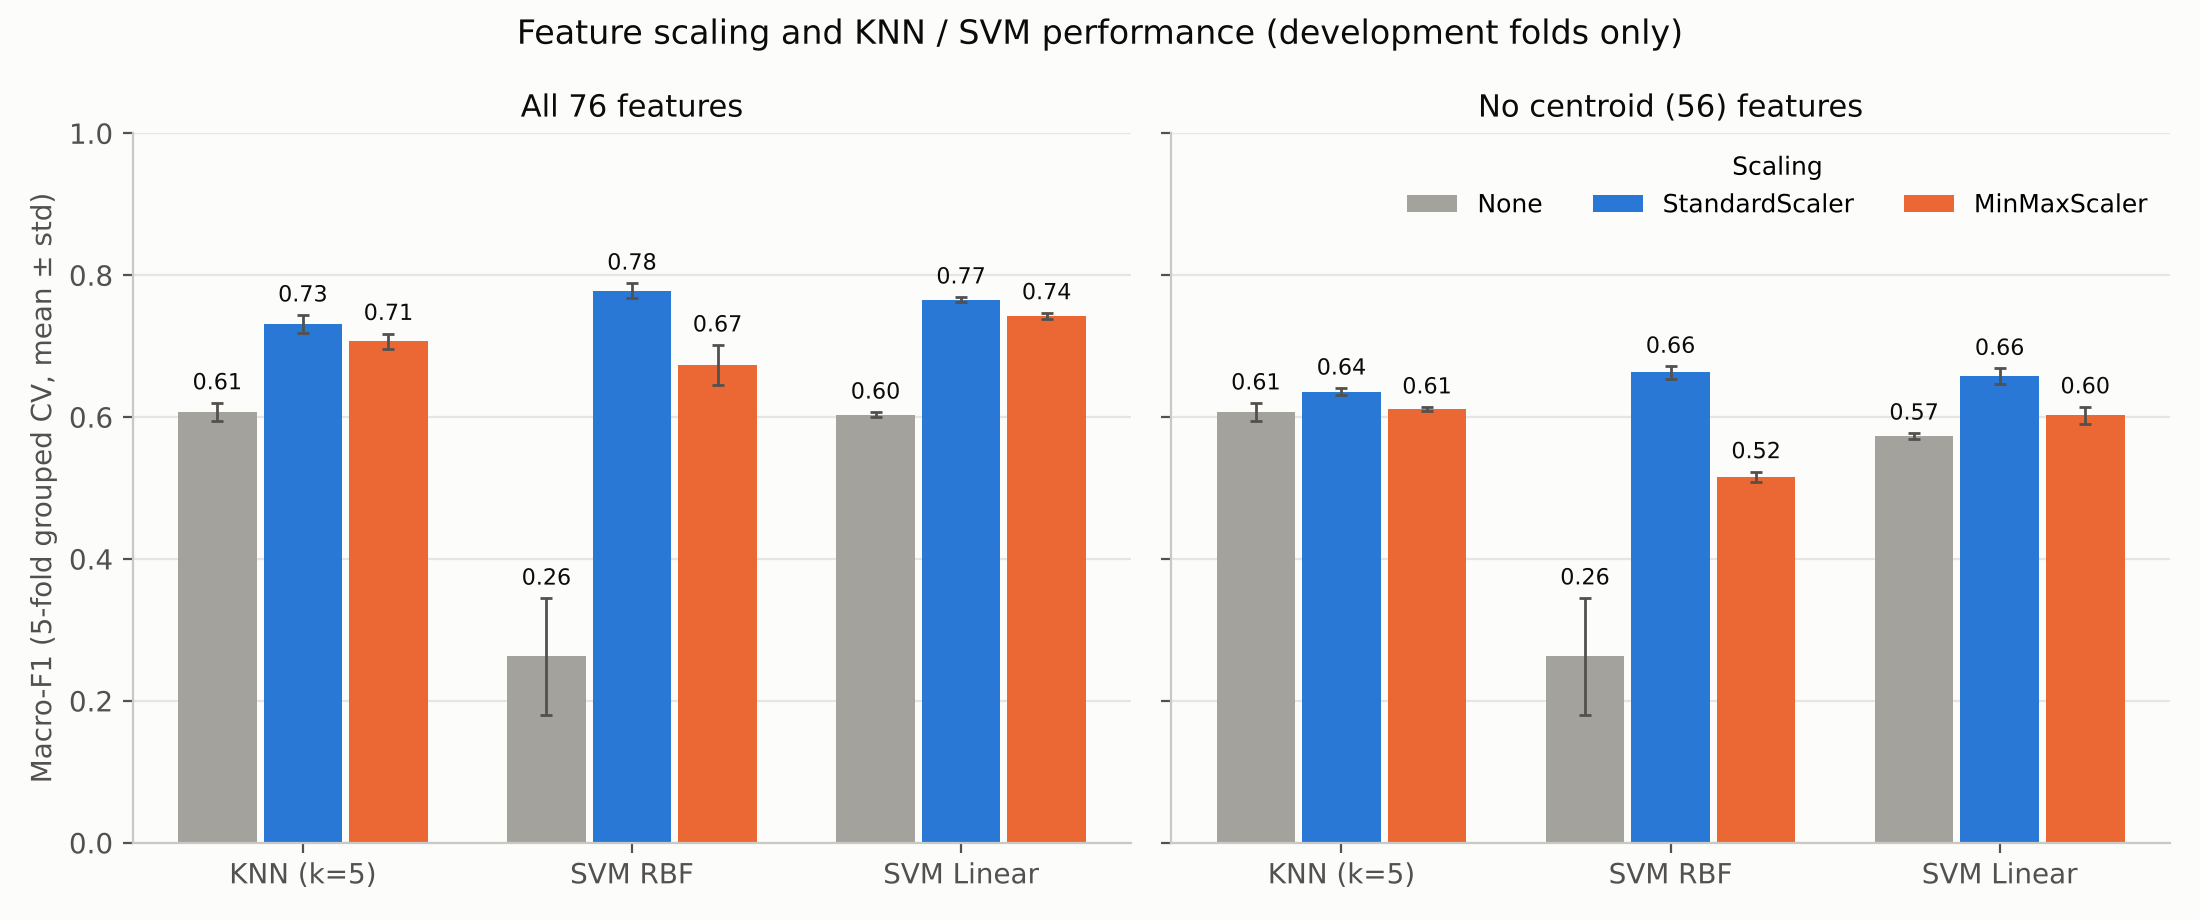 Feature scaling and KNN / SVM performance (development folds only)
All 76 features
No centroid (56) features
Macro-F1 (5-fold grouped CV, mean ± std)
1.0
0.8
0.6
0.4
0.2
0.0
0.61
0.73
0.71
0.26
0.78
0.67
0.60
0.77
0.74
KNN (k=5)
SVM RBF
SVM Linear
Scaling
None
StandardScaler
MinMaxScaler
0.61
0.64
0.61
0.26
0.66
0.52
0.57
0.66
0.60
KNN (k=5)
SVM RBF
SVM Linear